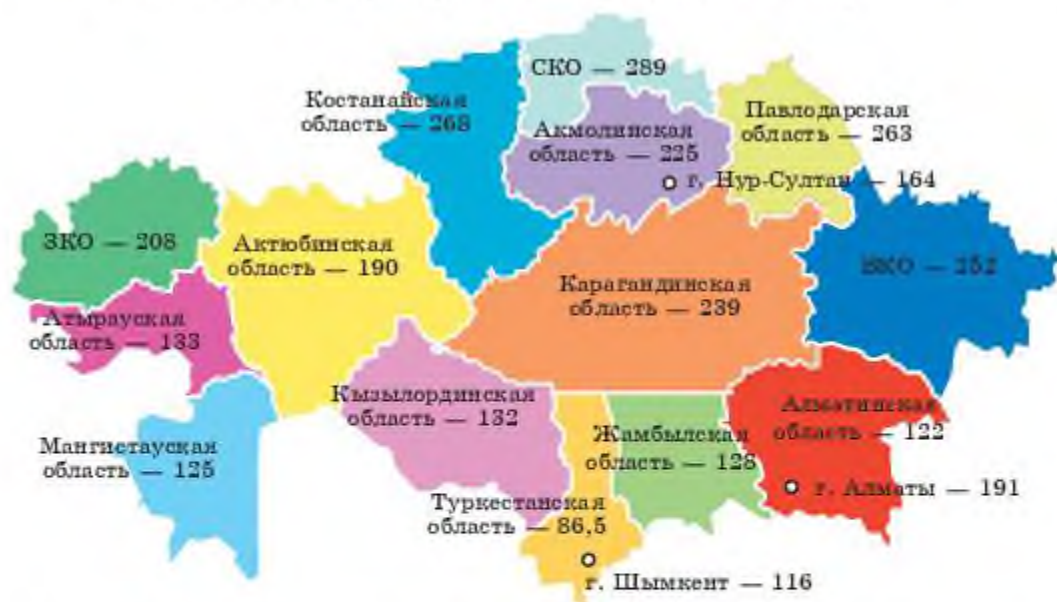 СКО — 289
Костанайская
область — 268
Павлодарская
область — 263
Акмолинская
область — 225
г. Нур-Султан — 164
ЗКО — 208
Актюбинская
область — 190
ВКО — 252
Карагандинская
область — 239
Атырауская
область — 133
Кызылординская
область — 132
Алматинская
область — 122
Мангистауская
область — 125
Жамбылская
область — 128
г. Алматы — 191
Туркестанская
область — 86,5
г. Шымкент — 116